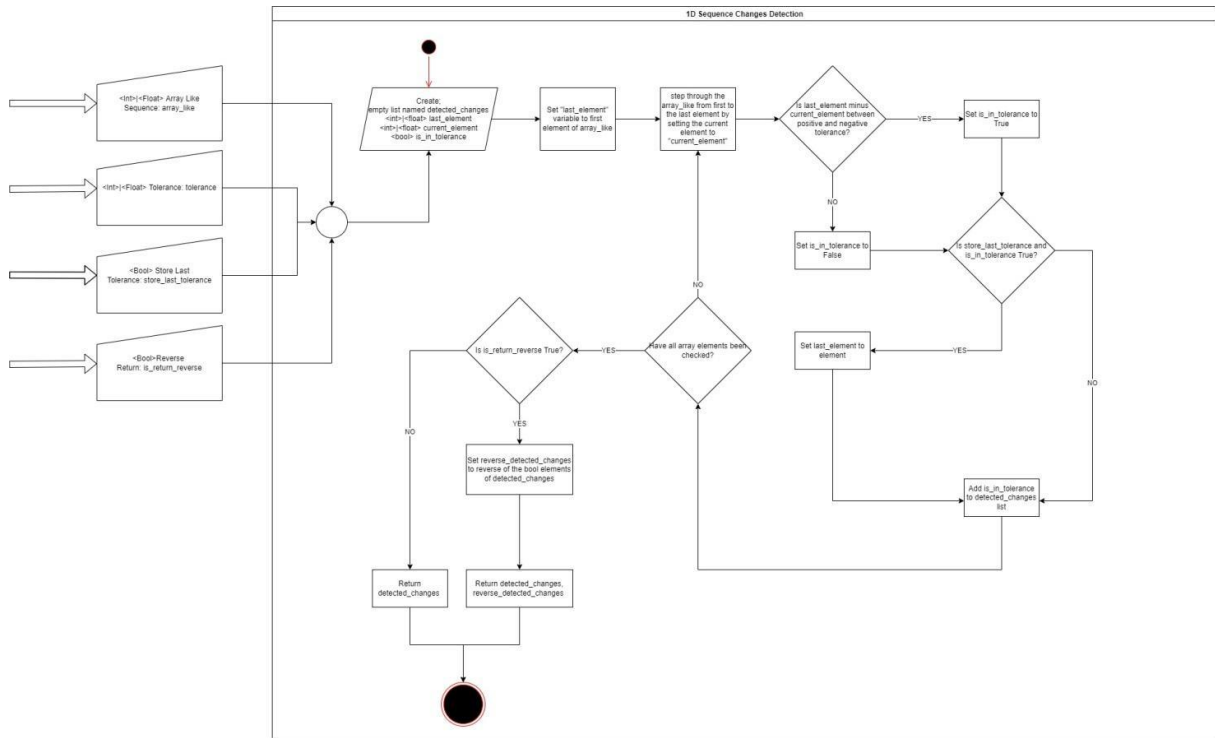 1D Sequence Changes Detection
<Int>|<Float> Array Like
Sequence: array_like
<Int>|<Float> Tolerance: tolerance
<Bool> Store Last
Tolerance: store_last_tolerance
<Bool>Reverse
Return: is_return_reverse
Create;
empty list named detected_changes
<int>|<float> last_element
<int>|<float> current_element
<bool> is_in_tolerance
Set "last_element"
variable to first
element of array_like
step through the
array_like from first to
the last element by
setting the current
element to
"current_element"
Is last_element minus
current_element between
positive and negative
tolerance?
YES
Set is_in_tolerance to
True
NO
Set is_in_tolerance to
False
Is store_last_tolerance and
is_in_tolerance True?
YES
Set last_element to
element
NO
Add is_in_tolerance
to detected_changes
list
Have all array elements been
checked?
NO
YES
Is is_return_reverse True?
NO
YES
Set reverse_detected_changes
to reverse of the bool elements
of detected_changes
Return
detected_changes
Return detected_changes,
reverse_detected_changes